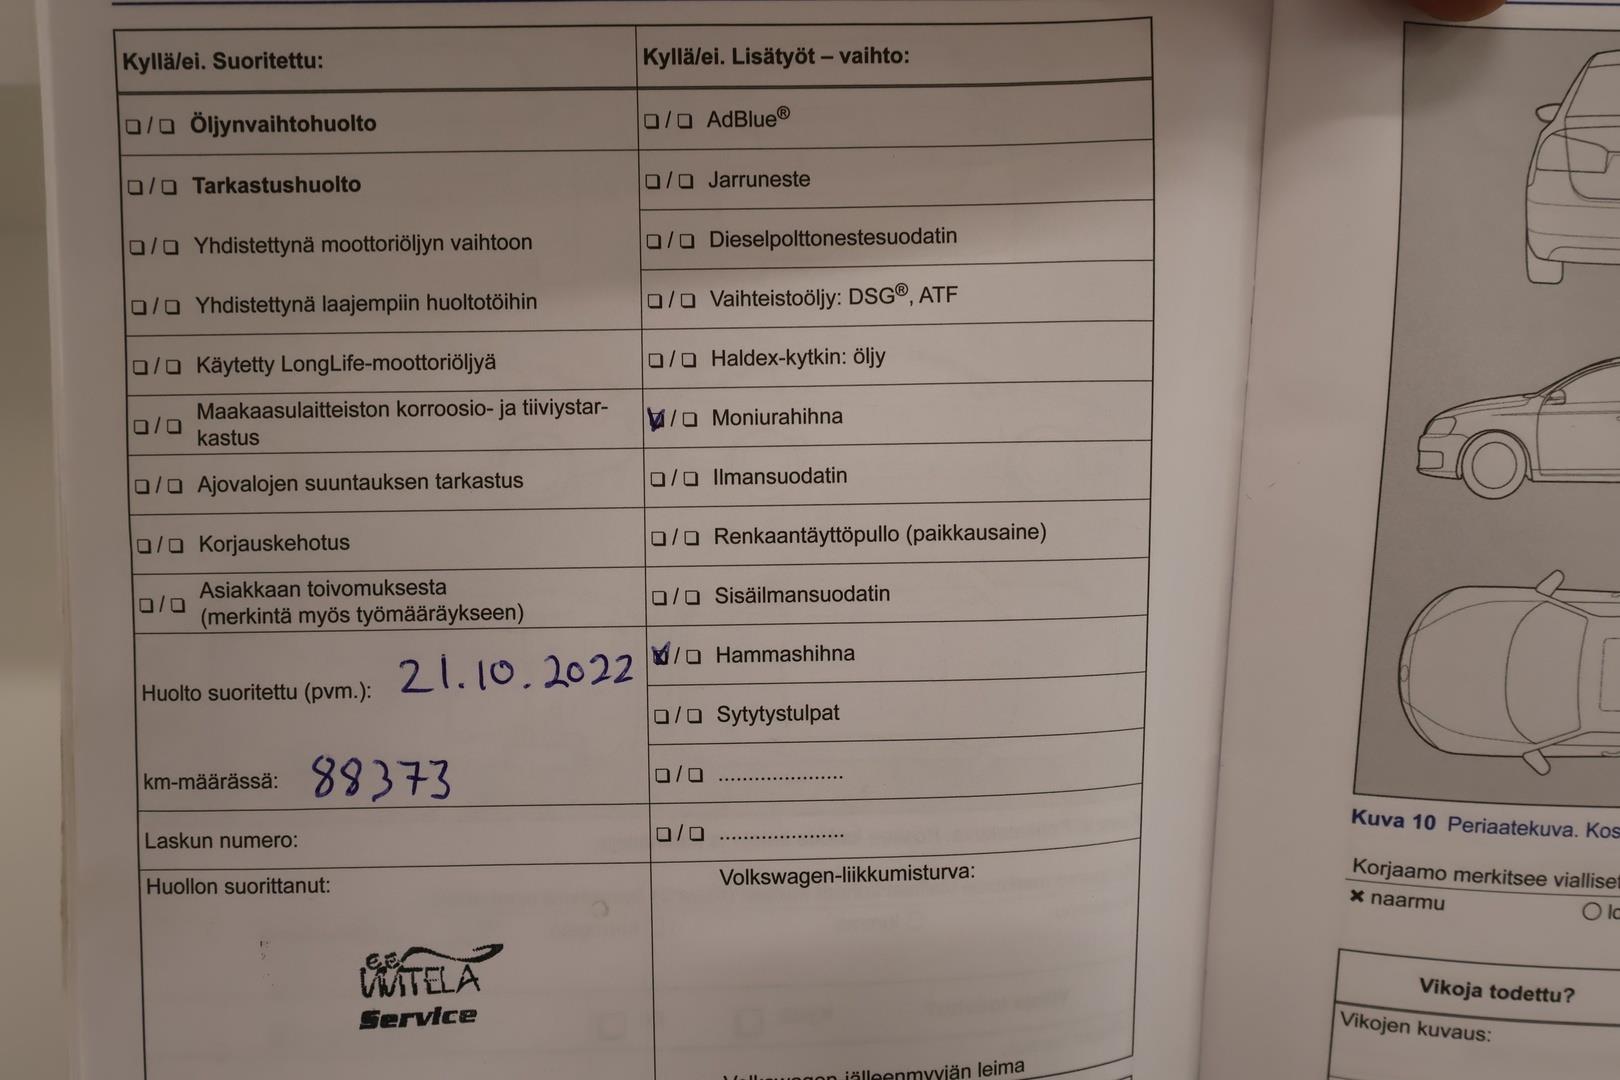 Kyllä/ei. Suoritettu:
❏ / ❏ Öljynvaihtohuolto
❏ / ❏ Tarkastushuolto
❏ / ❏ Yhdistettynä moottoriöljyn vaihtoon
❏ / ❏ Yhdistettynä laajempiin huoltotöihin
❏ / ❏ Käytetty LongLife-moottoriöljyä
❏ / ❏ Maakaasulaitteiston korroosio- ja tiiviystar-
kastus
❏ / ❏ Ajovalojen suuntauksen tarkastus
❏ / ❏ Korjauskehotus
❏ / ❏ Asiakkaan toivomuksesta
(merkintä myös työmääräykseen)
Huolto suoritettu (pvm.): 21.10.2022
km-määrässä: 88373
Laskun numero:
Huollon suorittanut:
Service
Kyllä/ei. Lisätyöt – vaihto:
❏ / ❏ AdBlue®
❏ / ❏ Jarruneste
❏ / ❏ Dieselpolttonestesuodatin
❏ / ❏ Vaihteistoöljy: DSG®, ATF
❏ / ❏ Haldex-kytkin: öljy
☑ / ❏ Moniurahihna
❏ / ❏ Ilmansuodatin
❏ / ❏ Renkaantäyttöpullo (paikkausaine)
❏ / ❏ Sisäilmansuodatin
☑ / ❏ Hammashihna
❏ / ❏ Sytytystulpat
❏ / ❏ .....................
❏ / ❏ .....................
Volkswagen-liikkumisturva:
jälleenmyyjän leima
Kuva 10 Periaatekuva.
Korjaamo merkitsee
✖ naarmu
Vikoja todettu?
Vikojen kuvaus: